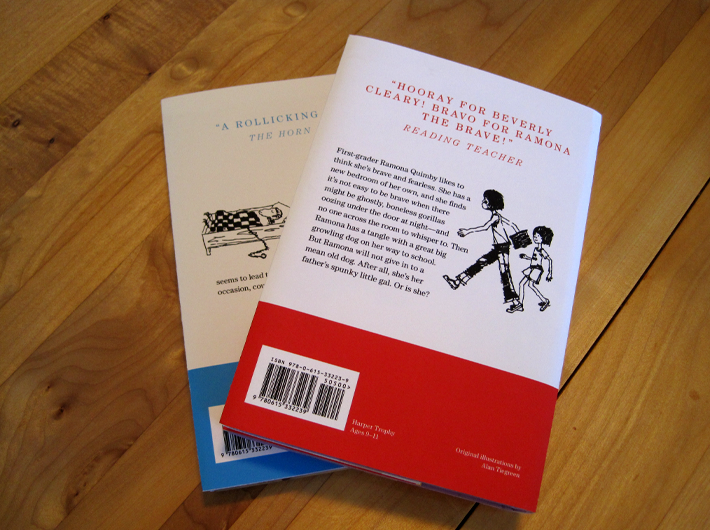 "A ROLLICKING
THE HORN
seems to lead
occasion,
9 780615 33223
"HOORAY FOR BEVERLY
CLEARY! BRAVO FOR RAMONA
THE BRAVE!"
READING TEACHER
First-grader Ramona Quimby likes to
think she's brave and fearless. She has a
new bedroom of her own, and she finds
it's not easy to be brave when there
might be ghostly, boneless gorillas
oozing under the door at night—and
no one across the room to whisper to. Then
Ramona has a tangle with a great big
growling dog on her way to school.
But Ramona will not give in to a
mean old dog. After all, she's her
father's spunky little gal. Or is she?
ISBN 978-0-615-33223-9
50500>
9 780615 332239
Harper Trophy
Ages 9–11
Original illustrations by
Alan Tiegreen